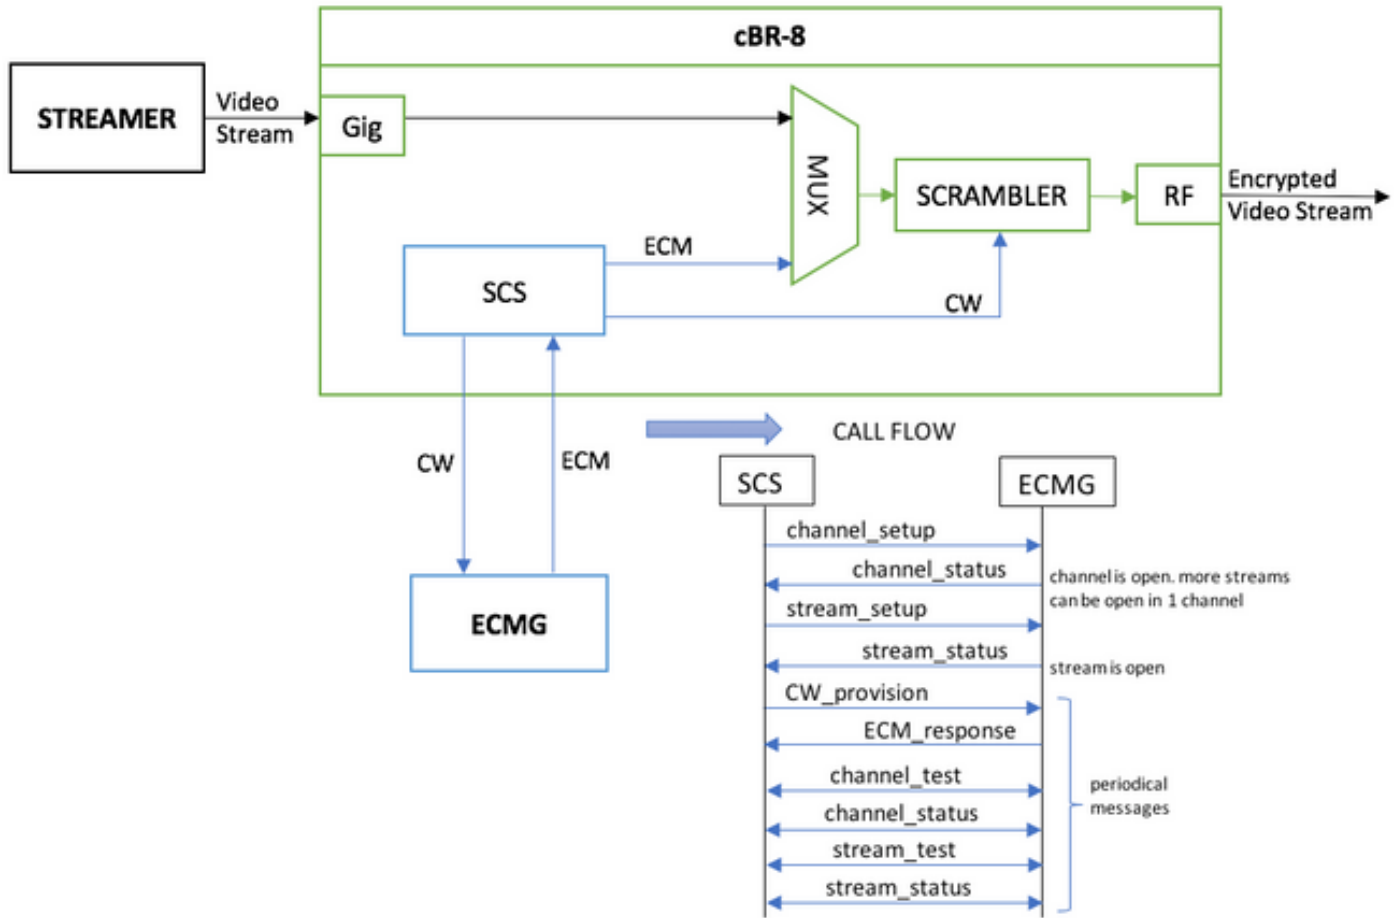 cBR-8
STREAMER
Video
Stream
Gig
MUX
SCRAMBLER
RF
Encrypted
Video Stream
ECM
SCS
CW
CW
ECM
ECMG
CALL FLOW
SCS
ECMG
channel_setup
channel_status
channel is open. more streams
can be open in 1 channel
stream_setup
stream_status
stream is open
CW_provision
ECM_response
channel_test
periodical
messages
channel_status
stream_test
stream_status